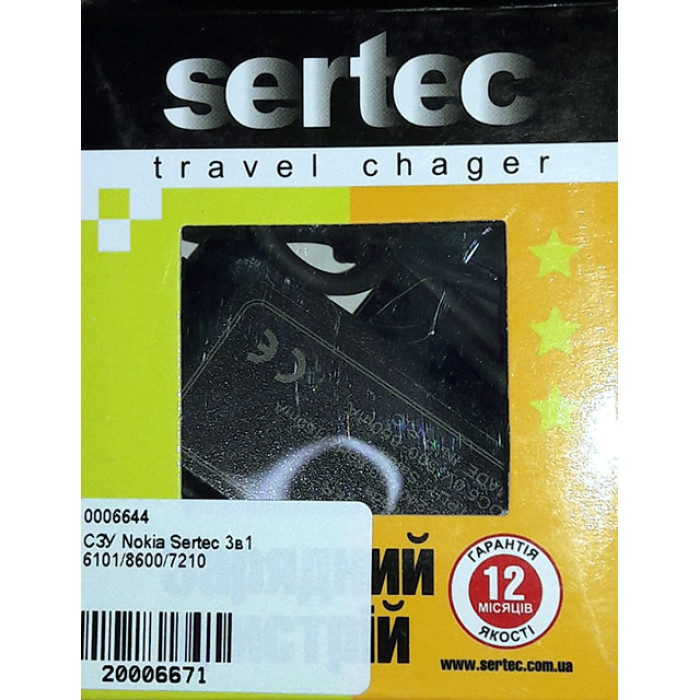 sertec
travel chager
CE
0006644
СЗУ Nokia Sertec 3в1
6101/8600/7210
20006671
ГАРАНТІЯ
12
МІСЯЦІВ
ЯКОСТІ
www.sertec.com.ua